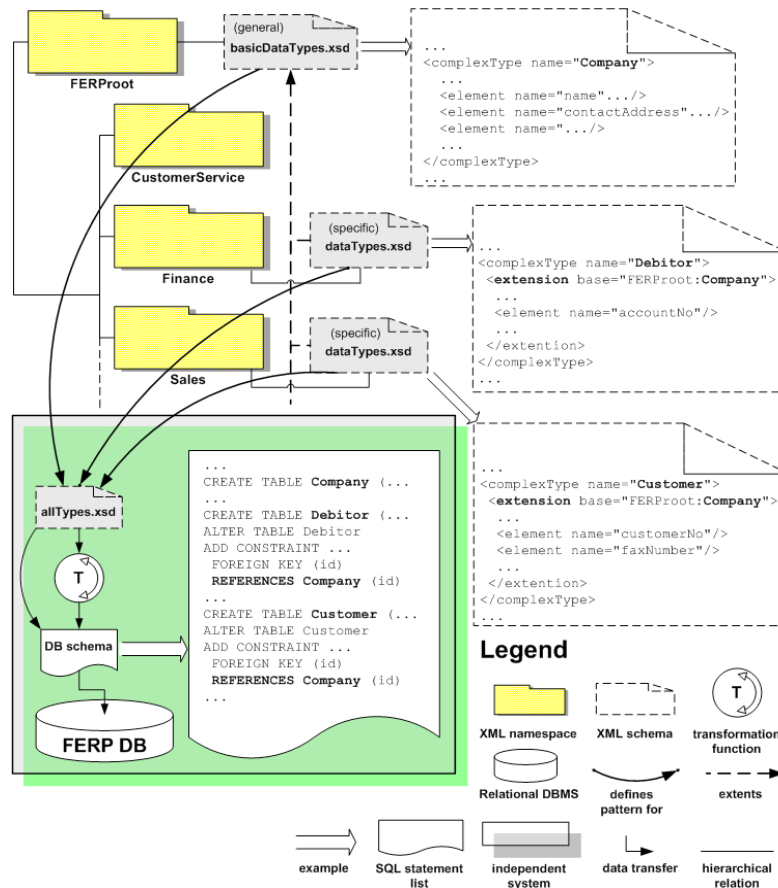 (general)
basicDataTypes.xsd
FERProot
...
<complexType name="Company">
...
<element name="name".../>
<element name="contactAddress".../>
<element name=".../>
...
</complexType>
...
CustomerService
(specific)
dataTypes.xsd
Finance
...
<complexType name="Debitor">
<extension base="FERProot:Company">
...
<element name="accountNo"/>
...
</extention>
</complexType>
...
(specific)
dataTypes.xsd
Sales
...
<complexType name="Customer">
<extension base="FERProot:Company">
...
<element name="customerNo"/>
<element name="faxNumber"/>
...
</extention>
</complexType>
...
allTypes.xsd
T
DB schema
FERP DB
...
CREATE TABLE Company (...
...
CREATE TABLE Debitor (...
ALTER TABLE Debitor
ADD CONSTRAINT ...
FOREIGN KEY (id)
REFERENCES Company (id)
...
CREATE TABLE Customer (...
ALTER TABLE Customer
ADD CONSTRAINT ...
FOREIGN KEY (id)
REFERENCES Company (id)
...
Legend
T
XML namespace
XML schema
transformation
function
Relational DBMS
defines
pattern for
extents
example
SQL statement
list
independent
system
data transfer
hierarchical
relation